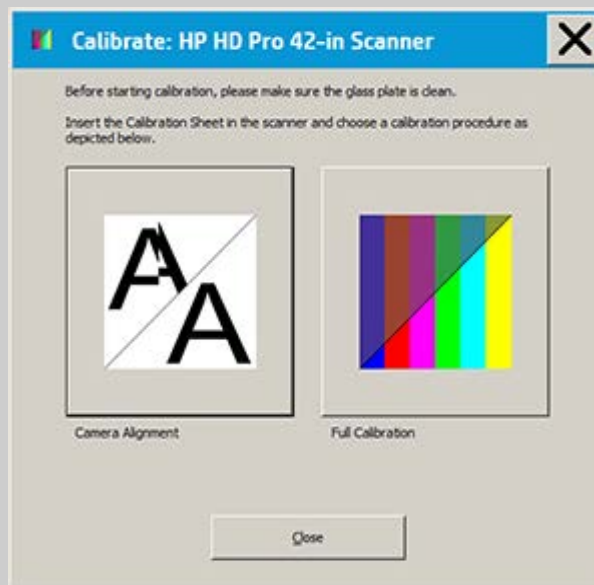 Calibrate: HP HD Pro 42-in Scanner
Before starting calibration, please make sure the glass plate is clean.
Insert the Calibration Sheet in the scanner and choose a calibration procedure as
depicted below.
A A
Camera Alignment
Full Calibration
Close